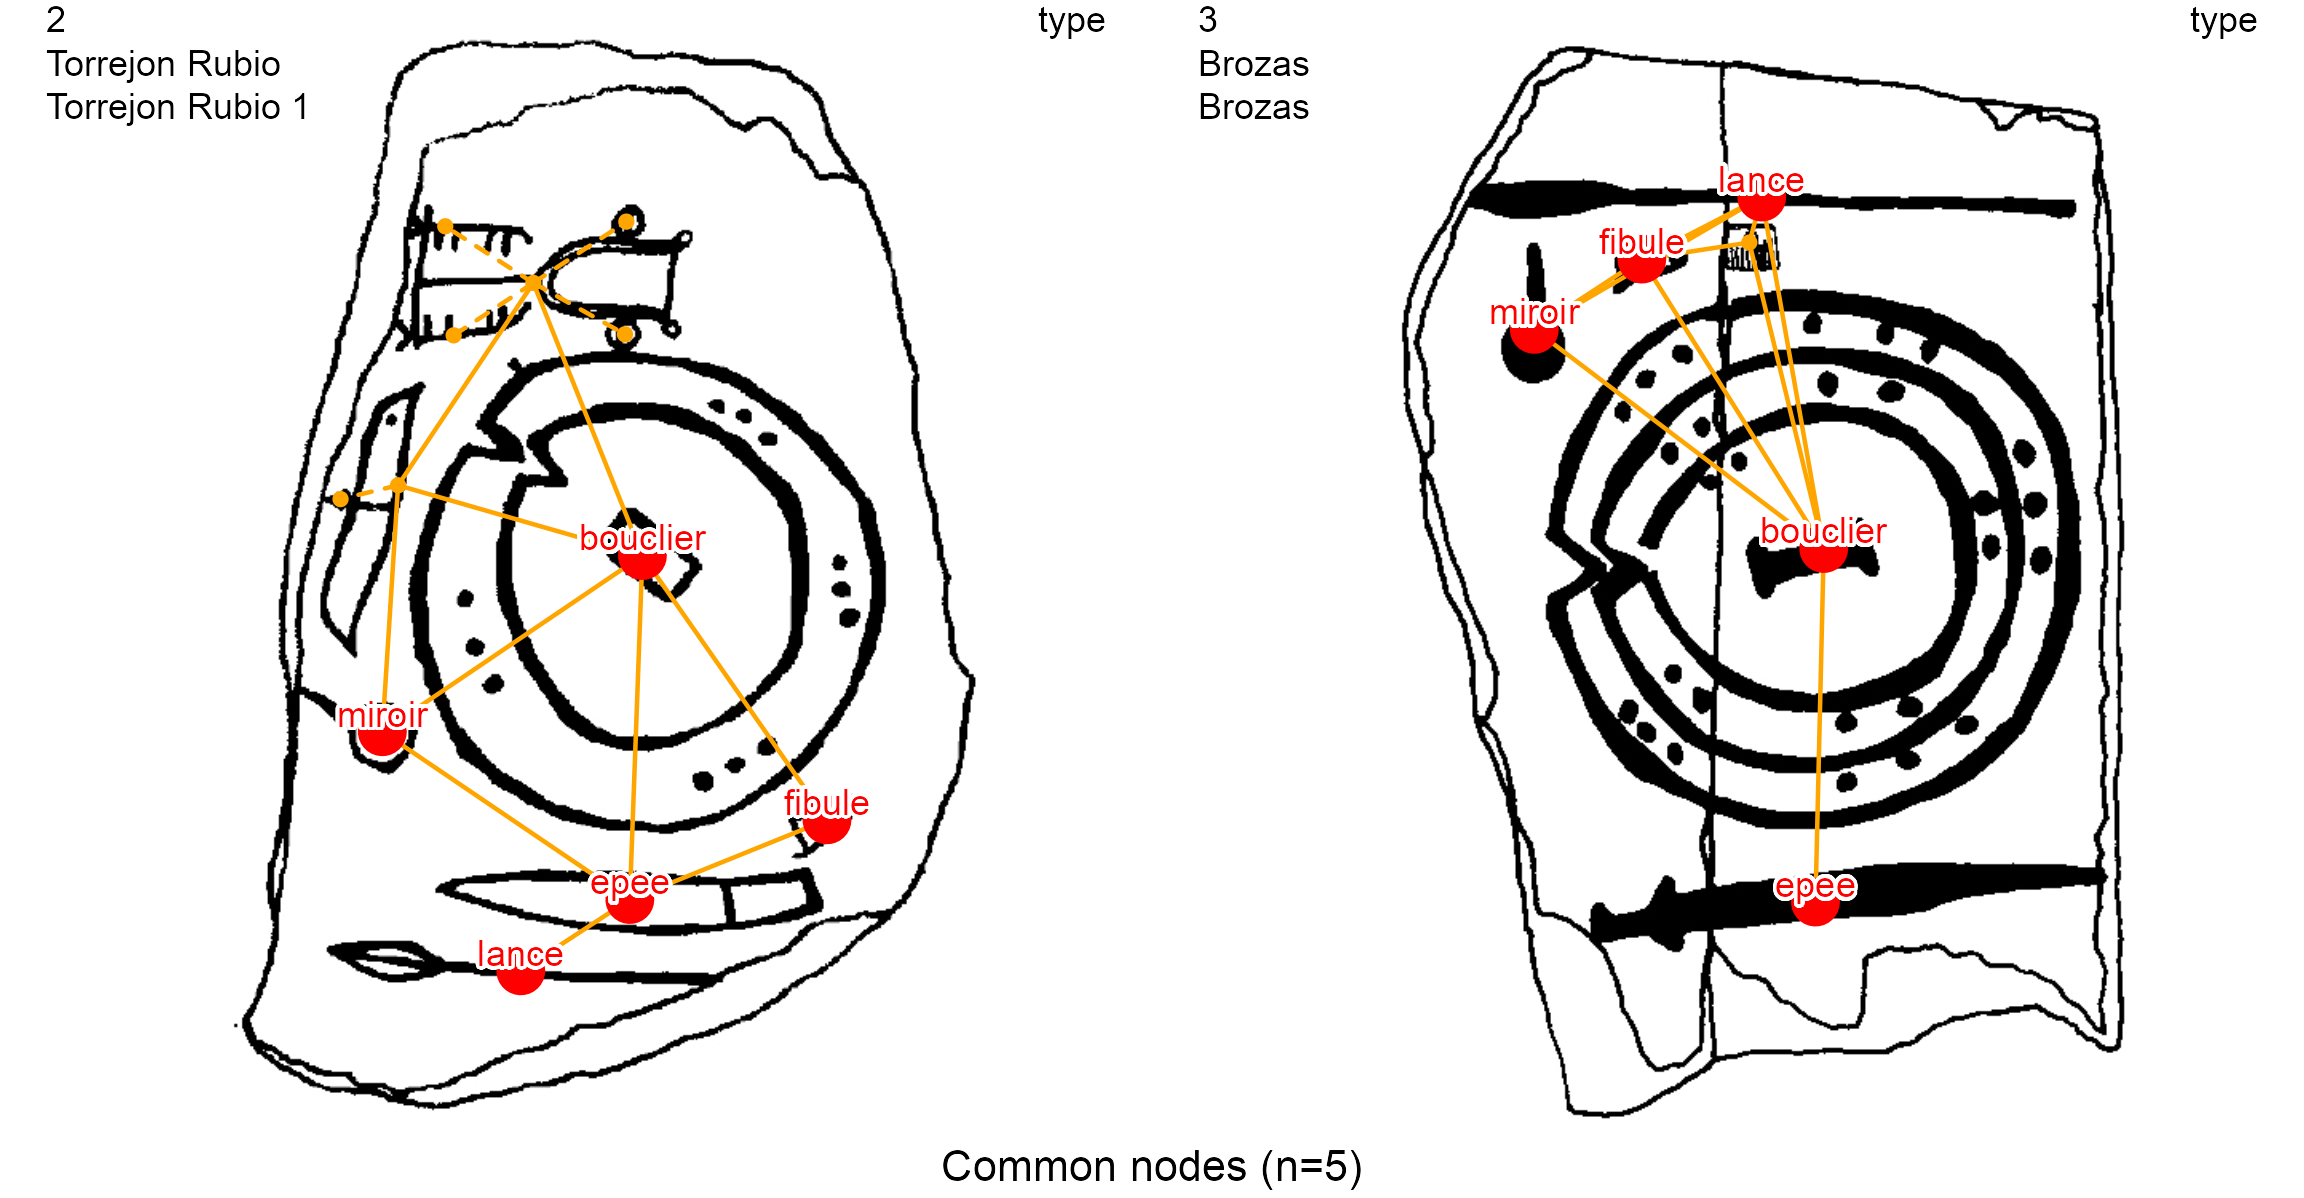 2
type
Torrejon Rubio
Torrejon Rubio 1
bouclier
miroir
fibule
epee
lance
3
type
Brozas
Brozas
lance
fibule
miroir
bouclier
epee
Common nodes (n=5)